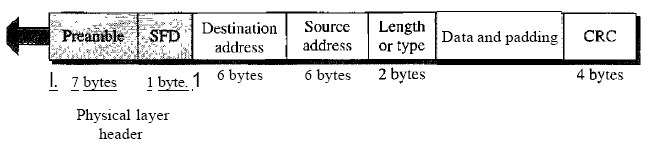 Preamble SFD Destination address Source address Length or type Data and padding CRC
7 bytes 1 byte. 6 bytes 6 bytes 2 bytes 4 bytes
Physical layer
header